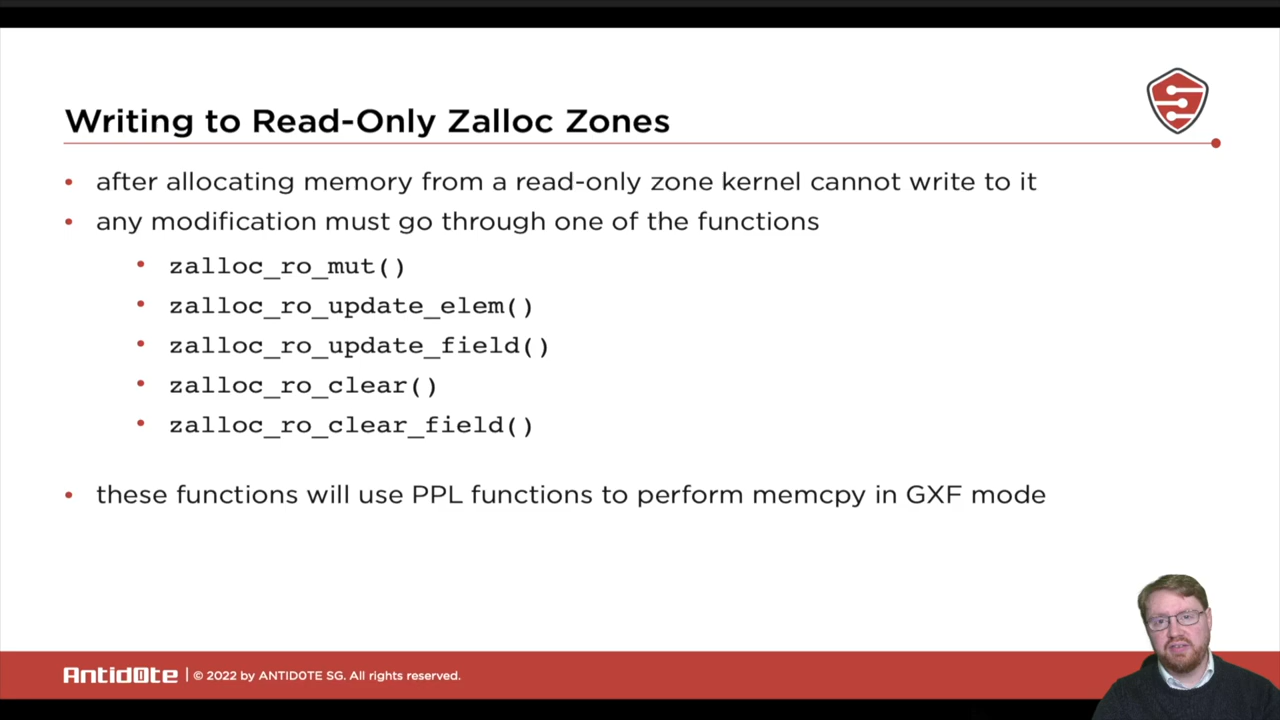 Writing to Read-Only Zalloc Zones
• after allocating memory from a read-only zone kernel cannot write to it
• any modification must go through one of the functions
• zalloc_ro_mut()
• zalloc_ro_update_elem()
• zalloc_ro_update_field()
• zalloc_ro_clear()
• zalloc_ro_clear_field()
• these functions will use PPL functions to perform memcpy in GXF mode
Antid0te | © 2022 by ANTID0TE SG. All rights reserved.